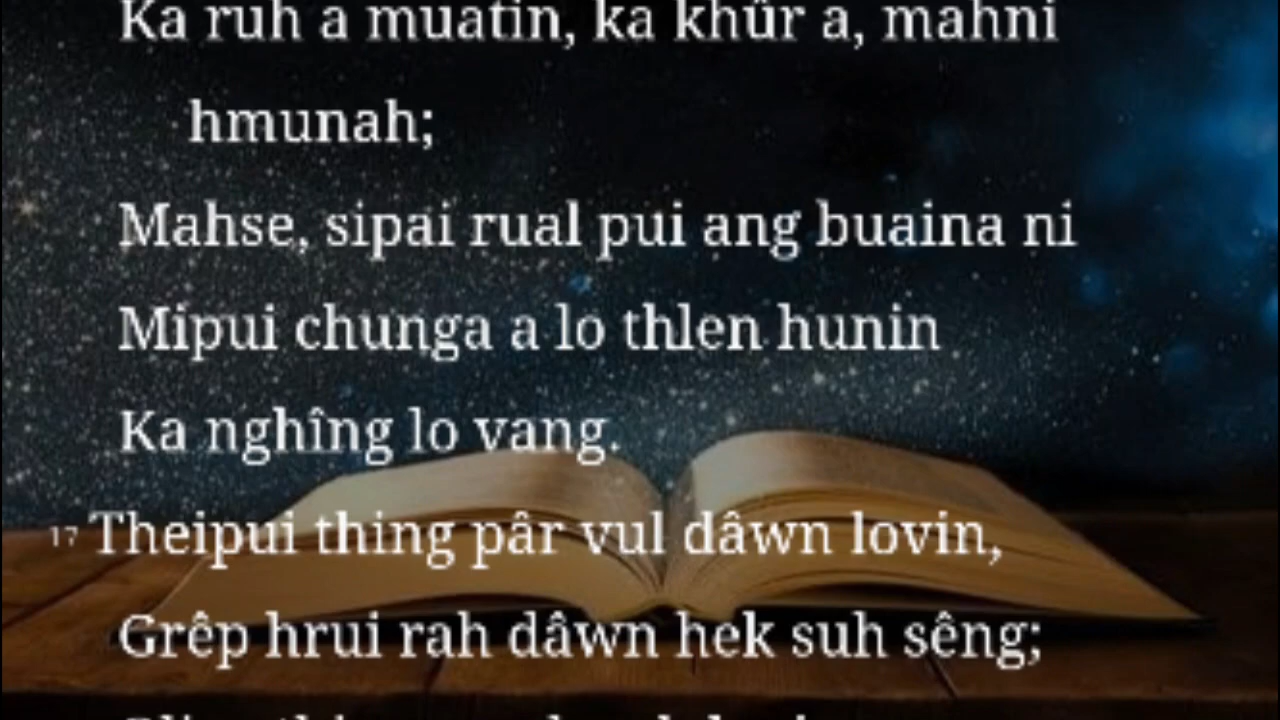 Ka ruh a muatin, ka khûr a, mahni
hmunah;
Mahse, sipai rual pui ang buaina ni
Mipui chunga a lo thlen hunin
Ka nghîng lo vang.
17 Theipui thing pâr vul dâwn lovin,
Grêp hrui rah dâwn hek suh sêng;